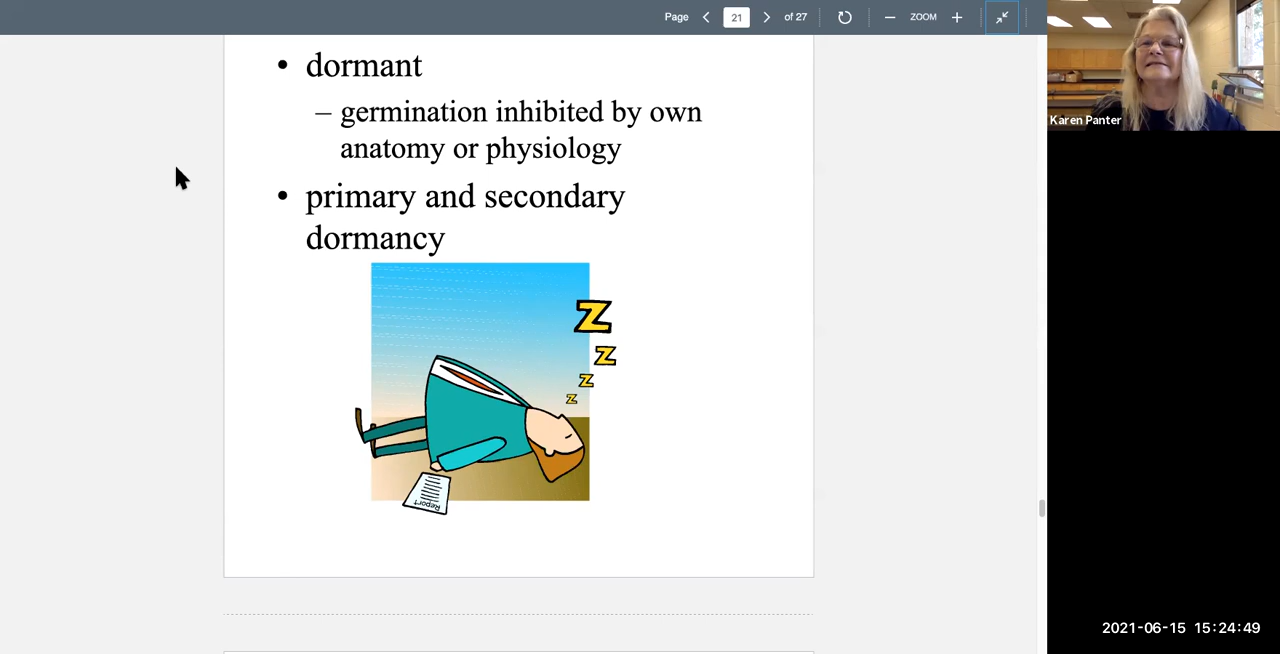 Page 21 of 27 ZOOM
• dormant
– germination inhibited by own
anatomy or physiology
• primary and secondary
dormancy
Z
Z
Z
Z
Report
Karen Panter
2021-06-15 15:24:49